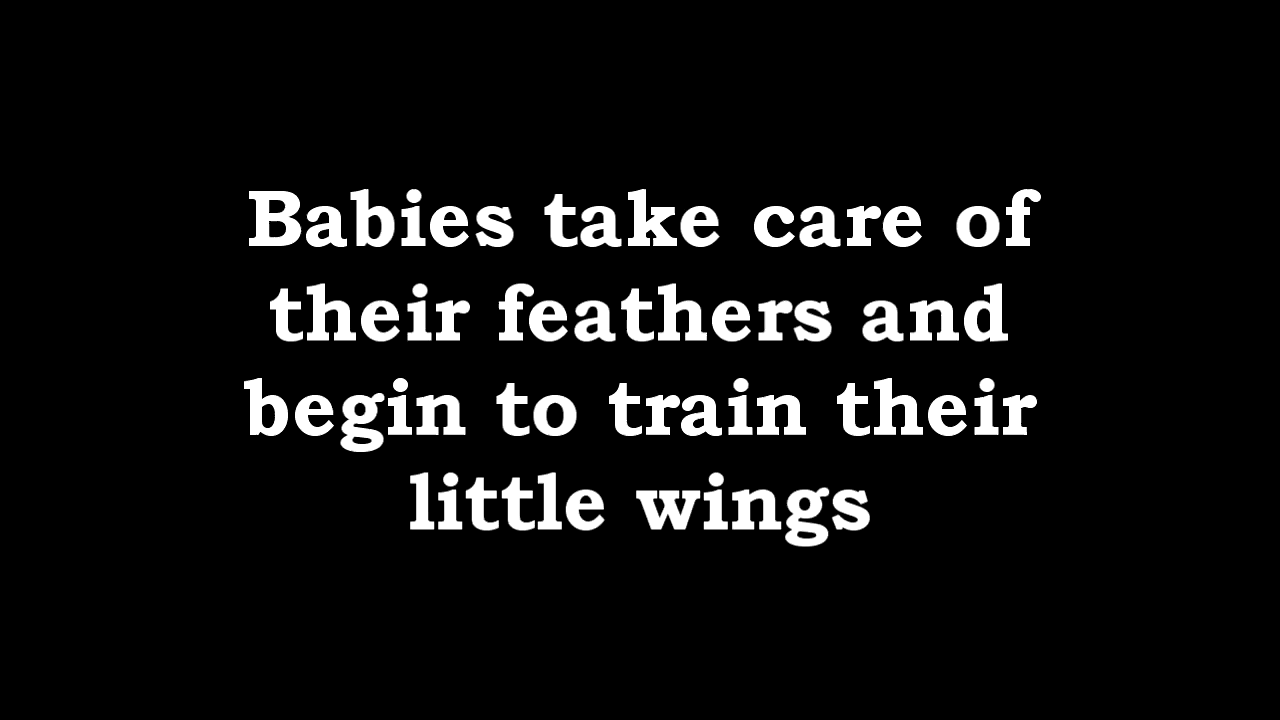 Babies take care of
their feathers and
begin to train their
little wings